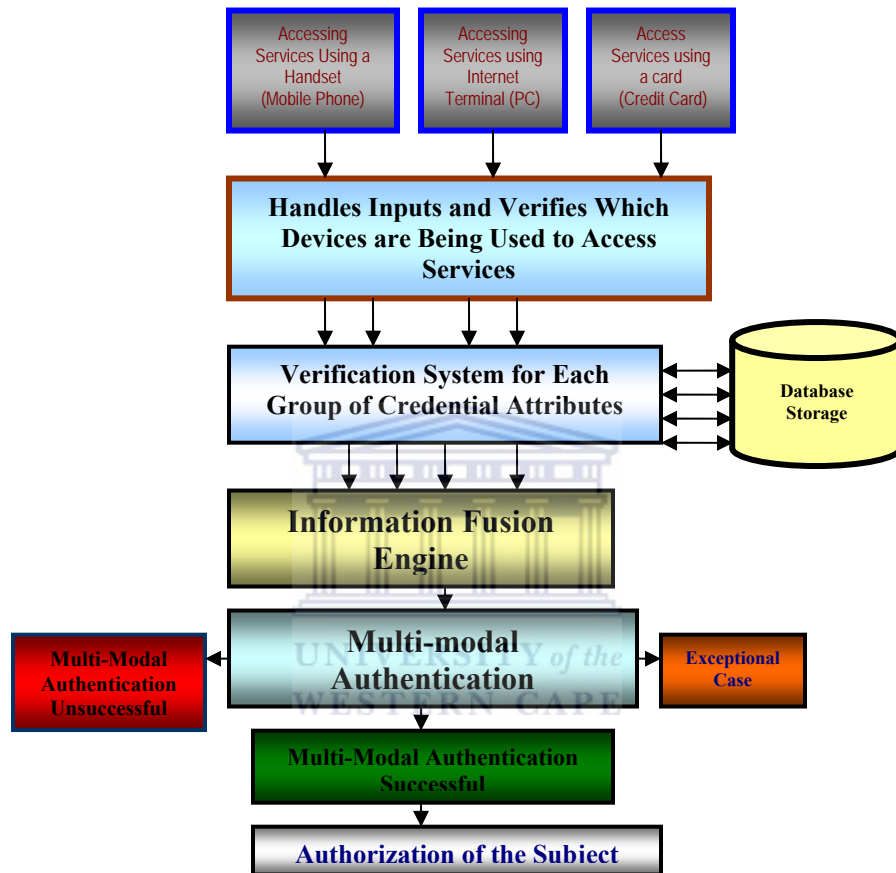 Accessing
Services Using a
Handset
(Mobile Phone)
Accessing
Services using
Internet
Terminal (PC)
Access
Services using
a card
(Credit Card)
Handles Inputs and Verifies Which
Devices are Being Used to Access
Services
Verification System for Each
Group of Credential Attributes
Database
Storage
Information Fusion
Engine
Multi-modal
Authentication
UNIVERSITY of the
WESTERN CAPE
Multi-Modal
Authentication
Unsuccessful
Exceptional
Case
Multi-Modal Authentication
Successful
Authorization of the Subject